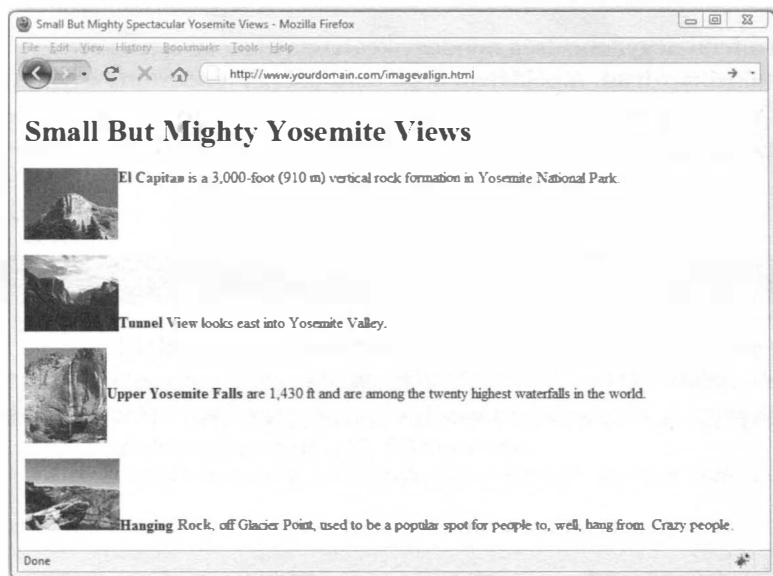 Small But Mighty Spectacular Yosemite Views - Mozilla Firefox
File Edit View History Bookmarks Tools Help
http://www.yourdomain.com/imagevalign.html
Small But Mighty Yosemite Views
El Capitan is a 3,000-foot (910 m) vertical rock formation in Yosemite National Park.
Tunnel View looks east into Yosemite Valley.
Upper Yosemite Falls are 1,430 ft and are among the twenty highest waterfalls in the world.
Hanging Rock, off Glacier Point, used to be a popular spot for people to, well, hang from. Crazy people.
Done